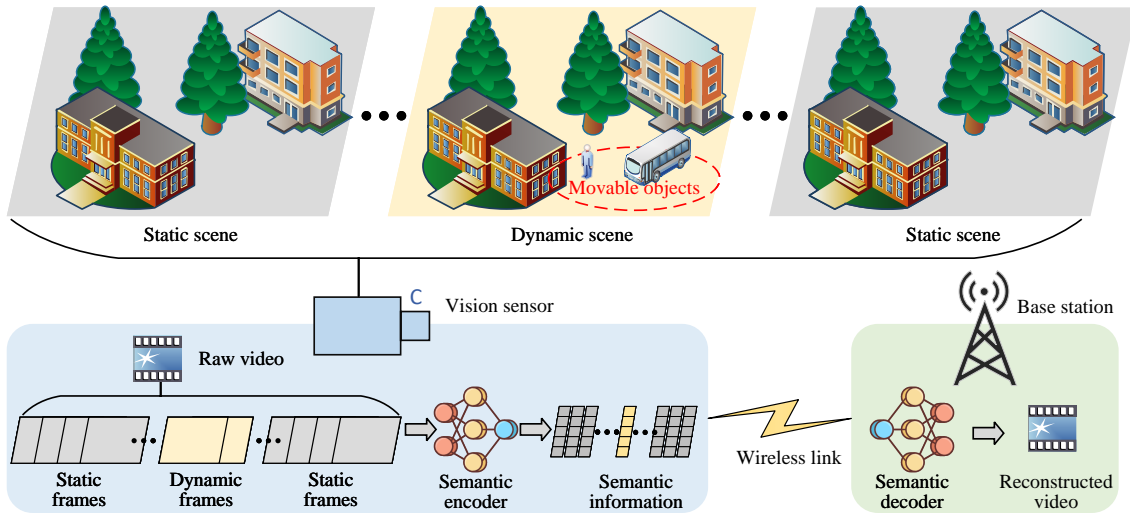 Movable objects
Static scene
Dynamic scene
Static scene
C
Vision sensor
Base station
Raw video
Static
frames
Dynamic
frames
Static
frames
Semantic
encoder
Semantic
information
Wireless link
Semantic
decoder
Reconstructed
video